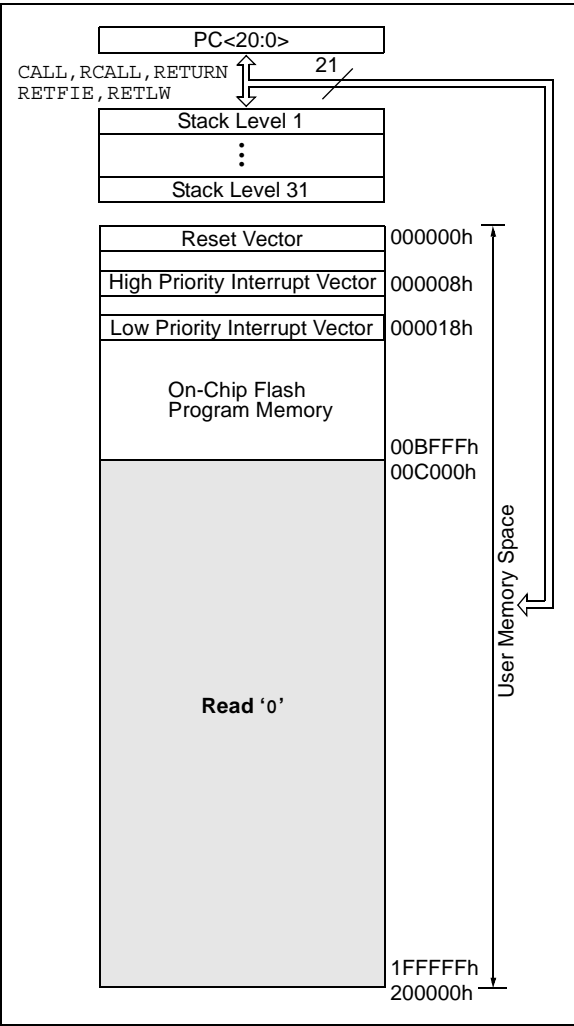 PC<20:0>
CALL,RCALL,RETURN
RETFIE,RETLW
21
Stack Level 1
Stack Level 31
Reset Vector
000000h
High Priority Interrupt Vector
000008h
Low Priority Interrupt Vector
000018h
On-Chip Flash
Program Memory
00BFFFh
00C000h
User Memory Space
Read ‘0’
1FFFFFh
200000h